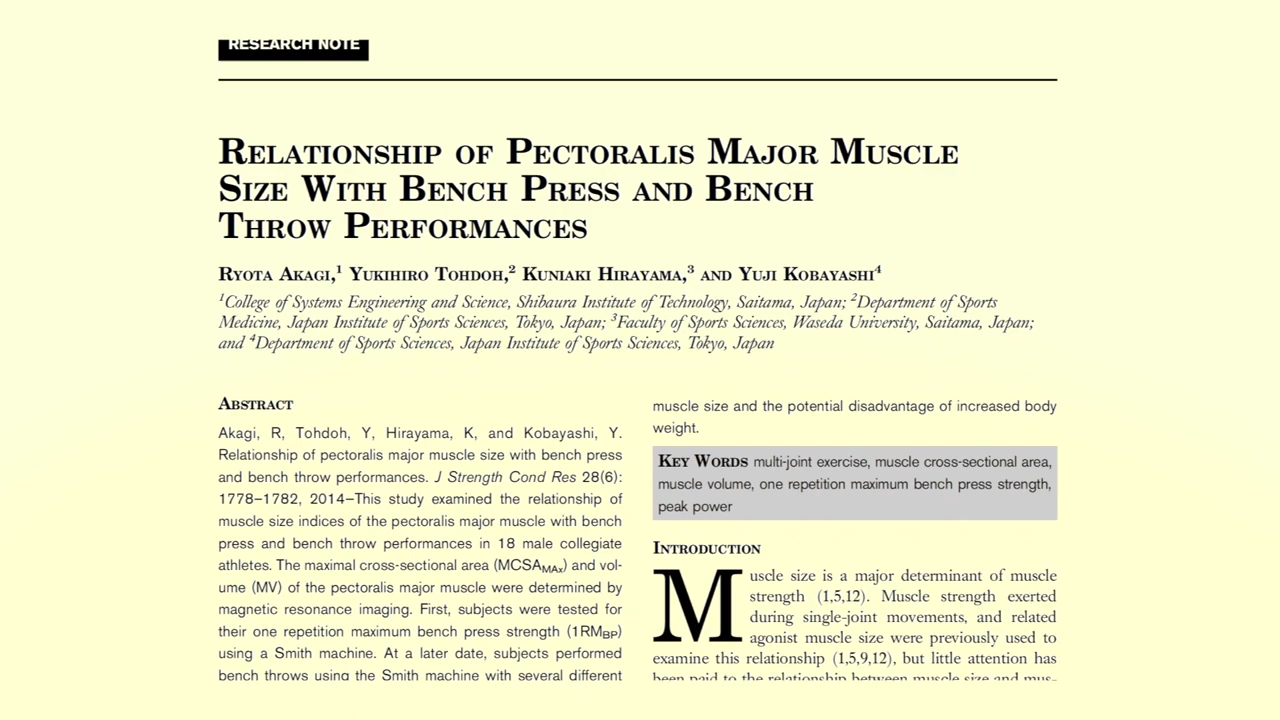 RESEARCH NOTE
RELATIONSHIP OF PECTORALIS MAJOR MUSCLE
SIZE WITH BENCH PRESS AND BENCH
THROW PERFORMANCES
RYOTA AKAGI,¹ YUKIHIRO TOHDOH,² KUNIAKI HIRAYAMA,³ AND YUJI KOBAYASHI⁴
¹College of Systems Engineering and Science, Shibaura Institute of Technology, Saitama, Japan; ²Department of Sports
Medicine, Japan Institute of Sports Sciences, Tokyo, Japan; ³Faculty of Sports Sciences, Waseda University, Saitama, Japan;
and ⁴Department of Sports Sciences, Japan Institute of Sports Sciences, Tokyo, Japan
ABSTRACT
Akagi, R, Tohdoh, Y, Hirayama, K, and Kobayashi, Y.
Relationship of pectoralis major muscle size with bench press
and bench throw performances. J Strength Cond Res 28(6):
1778–1782, 2014—This study examined the relationship of
muscle size indices of the pectoralis major muscle with bench
press and bench throw performances in 18 male collegiate
athletes. The maximal cross-sectional area (MCSAMAx) and vol-
ume (MV) of the pectoralis major muscle were determined by
magnetic resonance imaging. First, subjects were tested for
their one repetition maximum bench press strength (1RMBP)
using a Smith machine. At a later date, subjects performed
bench throws using the Smith machine with several different
muscle size and the potential disadvantage of increased body
weight.
KEY WORDS multi-joint exercise, muscle cross-sectional area,
muscle volume, one repetition maximum bench press strength,
peak power
INTRODUCTION
Muscle size is a major determinant of muscle
strength (1,5,12). Muscle strength exerted
during single-joint movements, and related
agonist muscle size were previously used to
examine this relationship (1,5,9,12), but little attention has
been paid to the relationship between muscle size and mus-